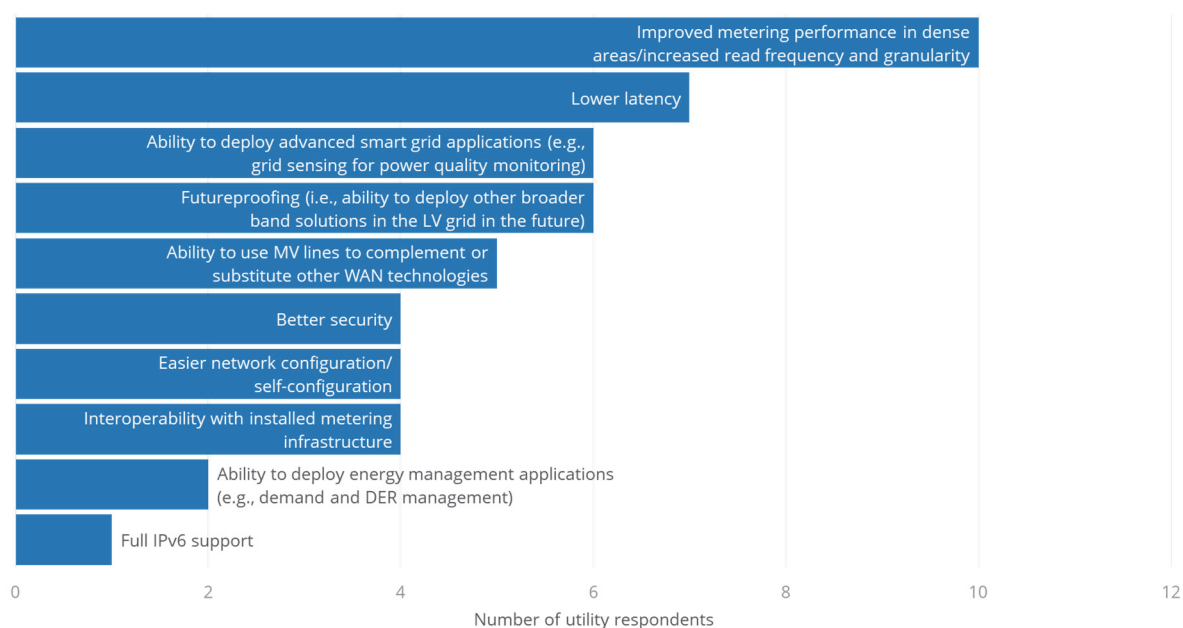 Improved metering performance in dense
areas/increased read frequency and granularity
Lower latency
Ability to deploy advanced smart grid applications (e.g.,
grid sensing for power quality monitoring)
Futureproofing (i.e., ability to deploy other broader
band solutions in the LV grid in the future)
Ability to use MV lines to complement or
substitute other WAN technologies
Better security
Easier network configuration/
self-configuration
Interoperability with installed metering
infrastructure
Ability to deploy energy management applications
(e.g., demand and DER management)
Full IPv6 support
0 2 4 6 8 10 12
Number of utility respondents